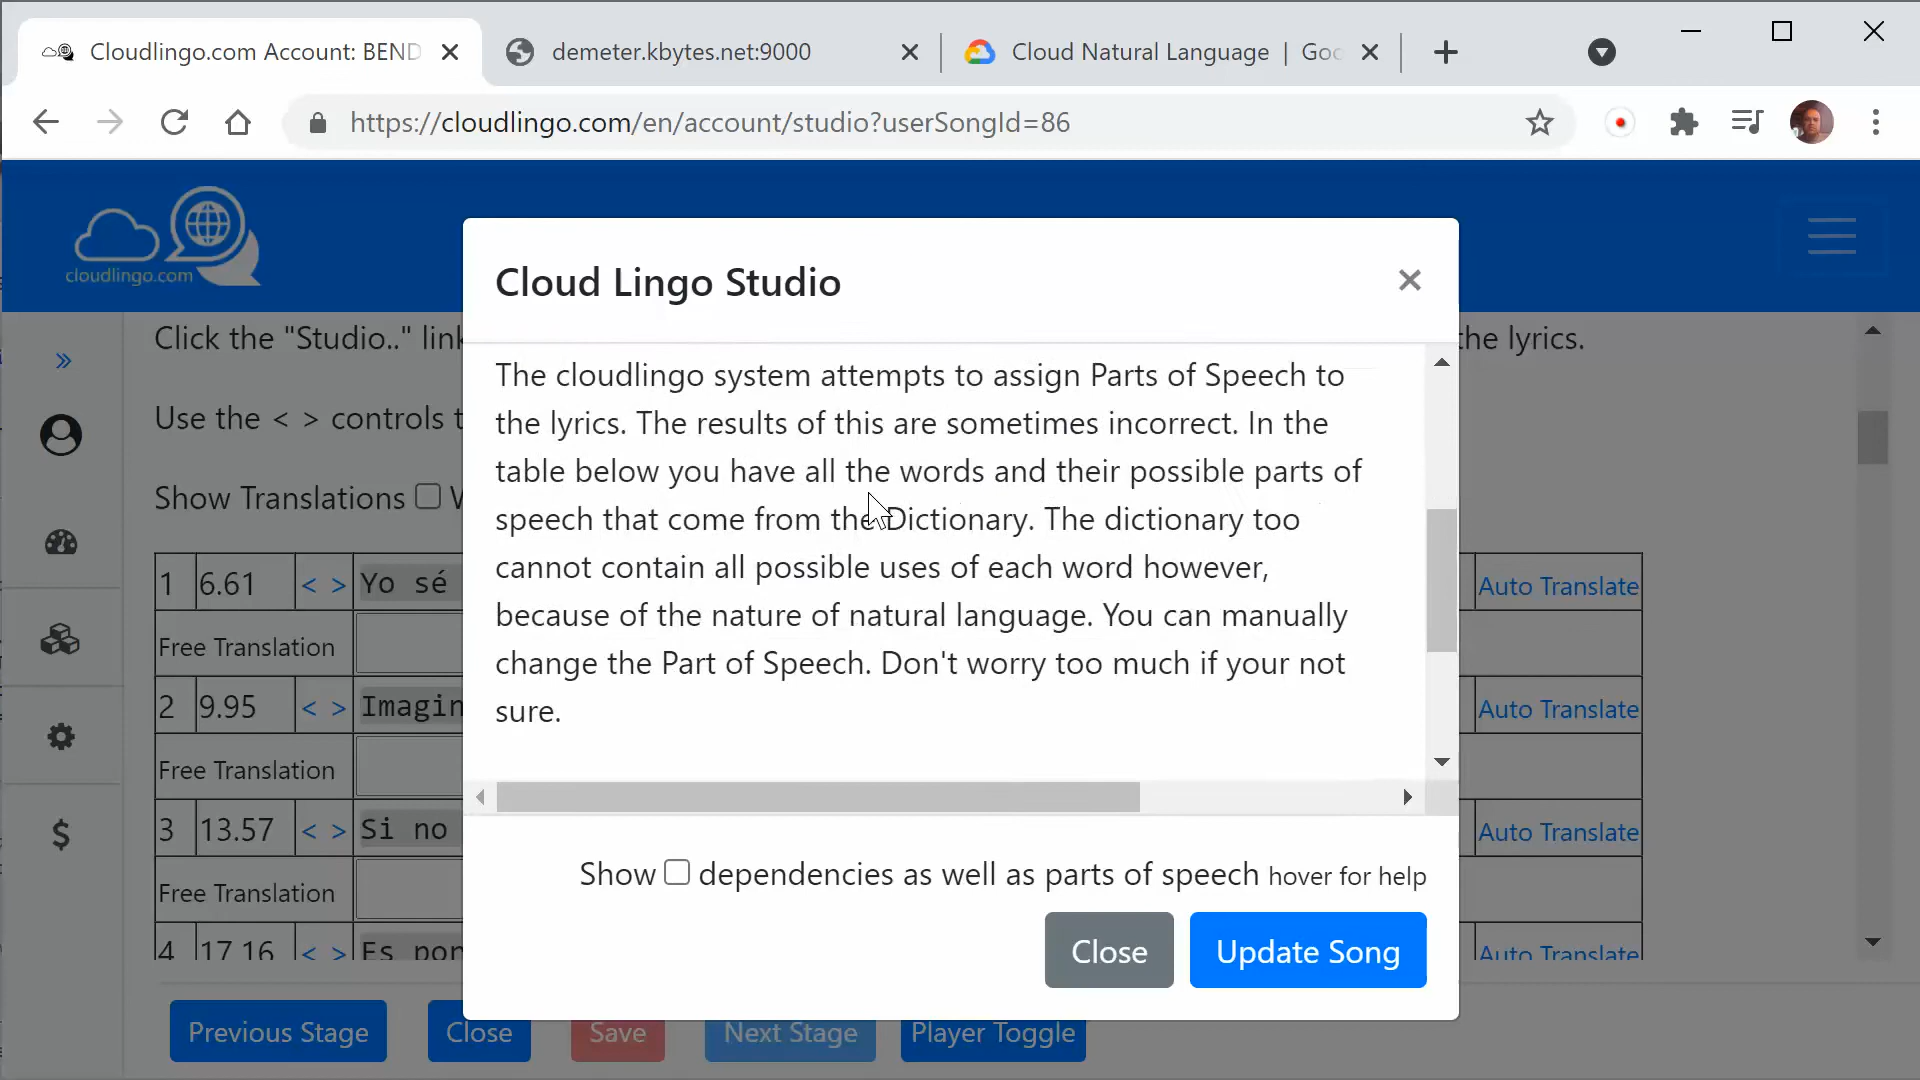 Cloudlingo.com Account: BEND
demeter.kbytes.net:9000
Cloud Natural Language | Goo
https://cloudlingo.com/en/account/studio?userSongId=86
cloudlingo.com
Cloud Lingo Studio
Click the "Studio.." link
the lyrics.
Use the < > controls t
Show Translations
The cloudlingo system attempts to assign Parts of Speech to
the lyrics. The results of this are sometimes incorrect. In the
table below you have all the words and their possible parts of
speech that come from the Dictionary. The dictionary too
cannot contain all possible uses of each word however,
because of the nature of natural language. You can manually
change the Part of Speech. Don't worry too much if your not
sure.
1 6.61 < > Yo sé
Auto Translate
Free Translation
2 9.95 < > Imagin
Auto Translate
Free Translation
3 13.57 < > Si no
Auto Translate
Free Translation
4 17.16 < > Es pon
Auto Translate
Show dependencies as well as parts of speech hover for help
Close Update Song
Previous Stage Close Save Next Stage Player Toggle